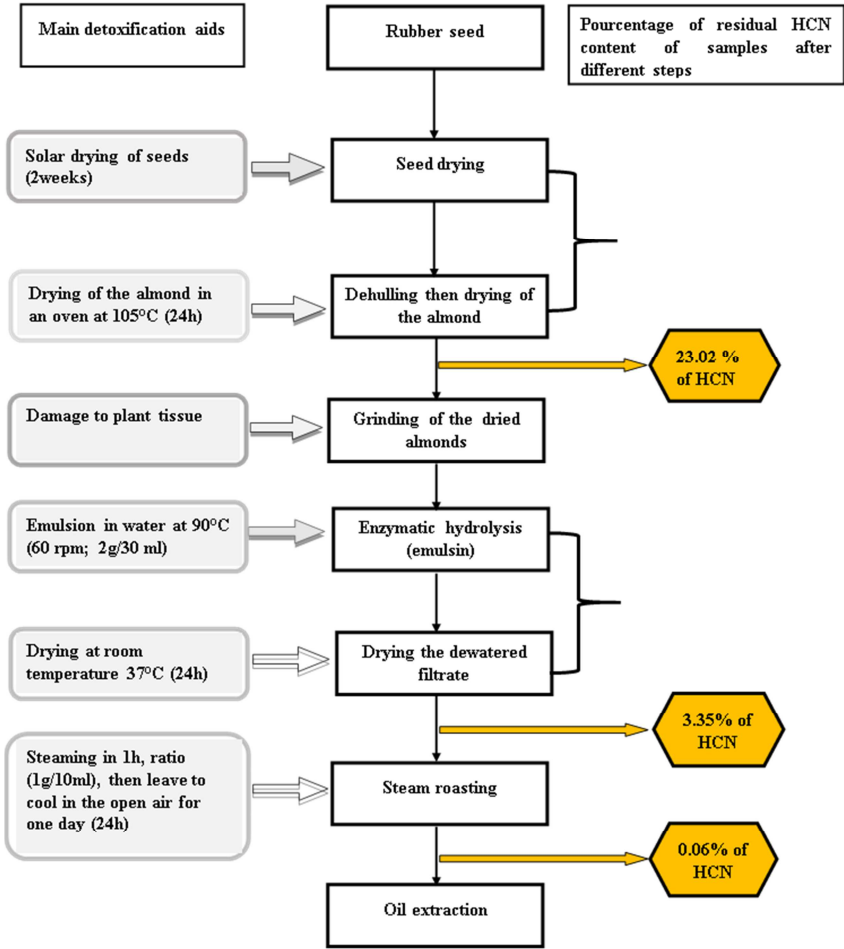 Main detoxification aids
Rubber seed
Pourcentage of residual HCN
content of samples after
different steps
Solar drying of seeds
(2weeks)
Seed drying
Drying of the almond in
an oven at 105°C (24h)
Dehulling then drying of
the almond
23.02 %
of HCN
Damage to plant tissue
Grinding of the dried
almonds
Emulsion in water at 90°C
(60 rpm; 2g/30 ml)
Enzymatic hydrolysis
(emulsin)
Drying at room
temperature 37°C (24h)
Drying the dewatered
filtrate
3.35% of
HCN
Steaming in 1h, ratio
(1g/10ml), then leave to
cool in the open air for
one day (24h)
Steam roasting
0.06% of
HCN
Oil extraction